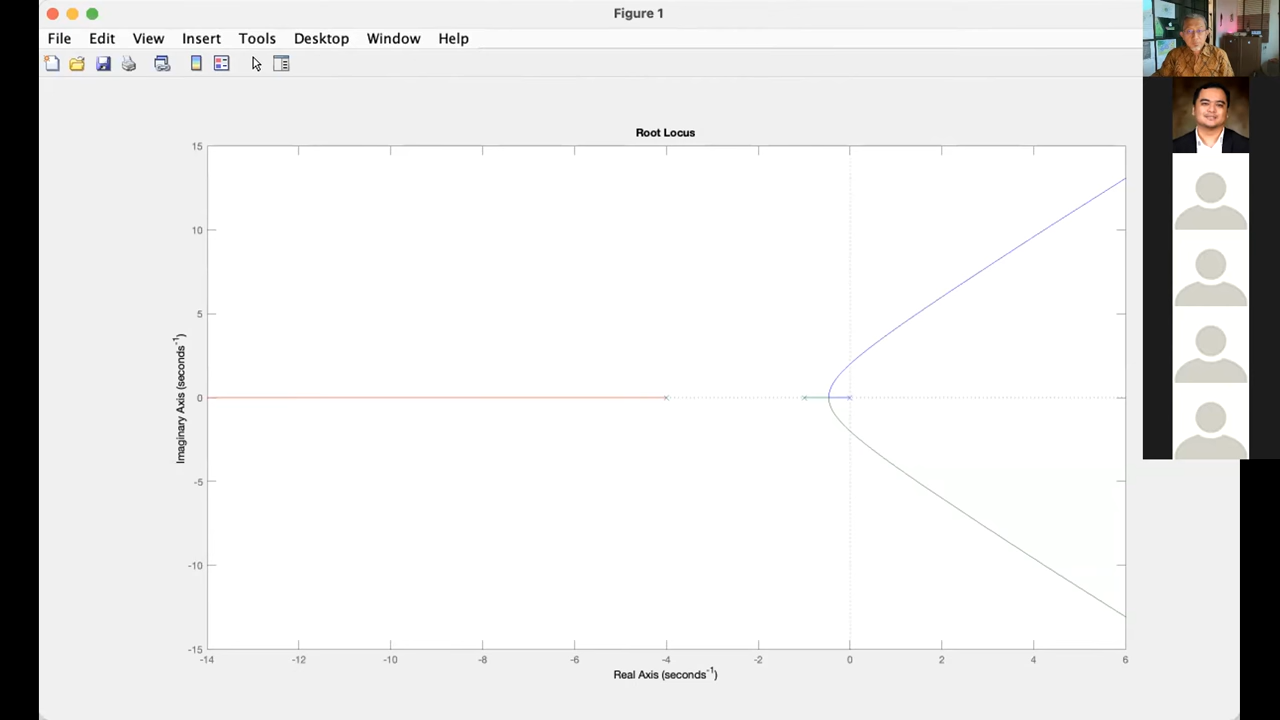 Figure 1
File Edit View Insert Tools Desktop Window Help
Root Locus
15
10
5
0
-5
-10
-15
Imaginary Axis (seconds⁻¹)
-14 -12 -10 -8 -6 -4 -2 0 2 4 6
Real Axis (seconds⁻¹)